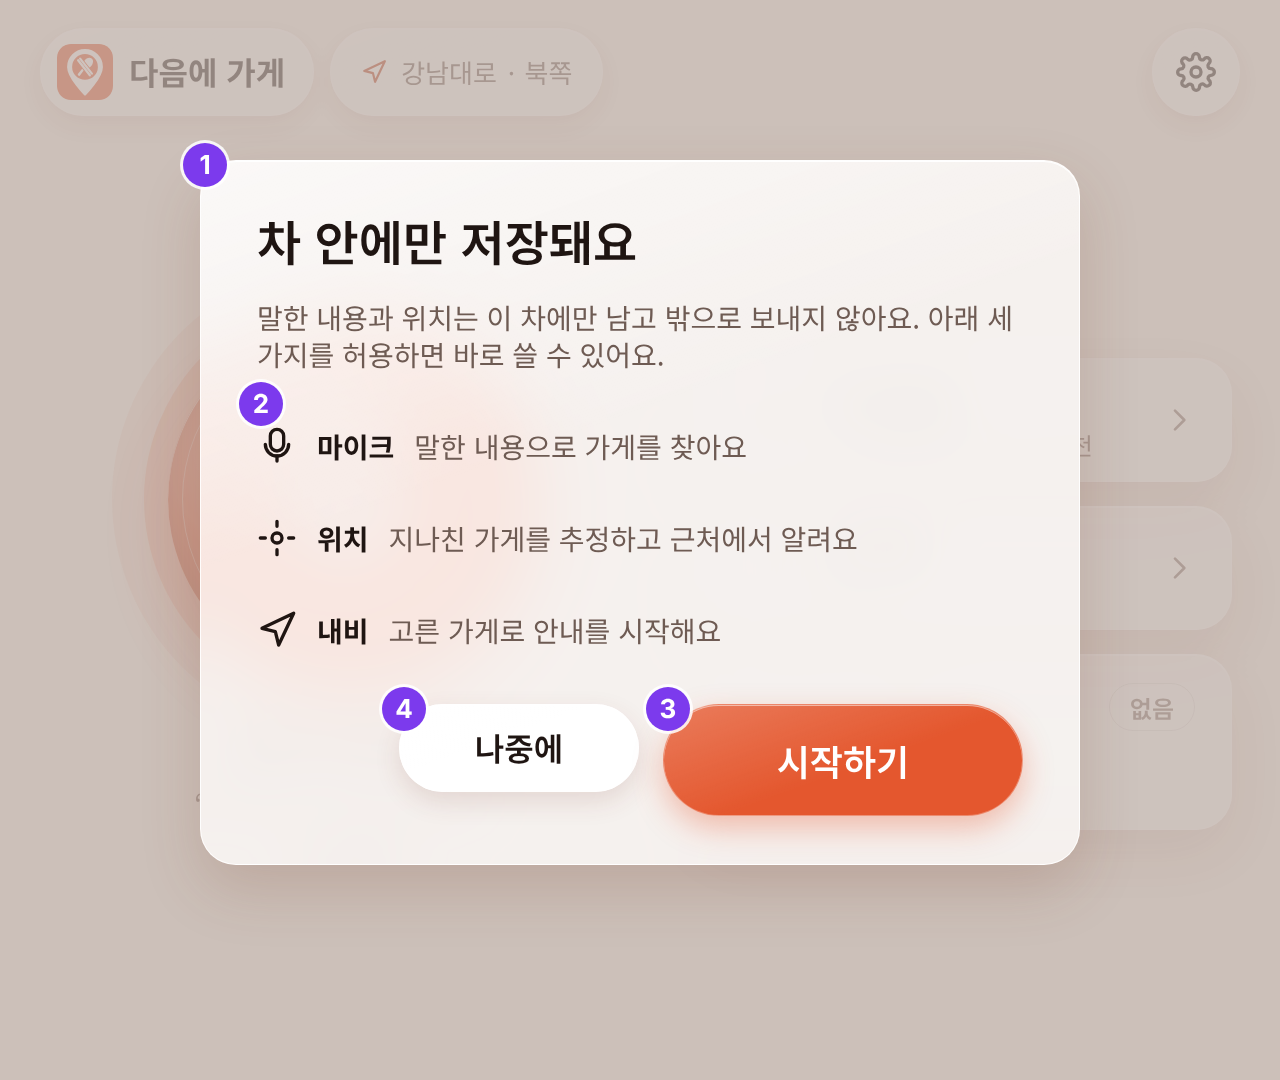 다음에 가게
강남대로 · 북쪽
1
차 안에만 저장돼요
말한 내용과 위치는 이 차에만 남고 밖으로 보내지 않아요. 아래 세
가지를 허용하면 바로 쓸 수 있어요.
2
마이크 말한 내용으로 가게를 찾아요
위치 지나친 가게를 추정하고 근처에서 알려요
내비 고른 가게로 안내를 시작해요
없음
4
나중에
3
시작하기